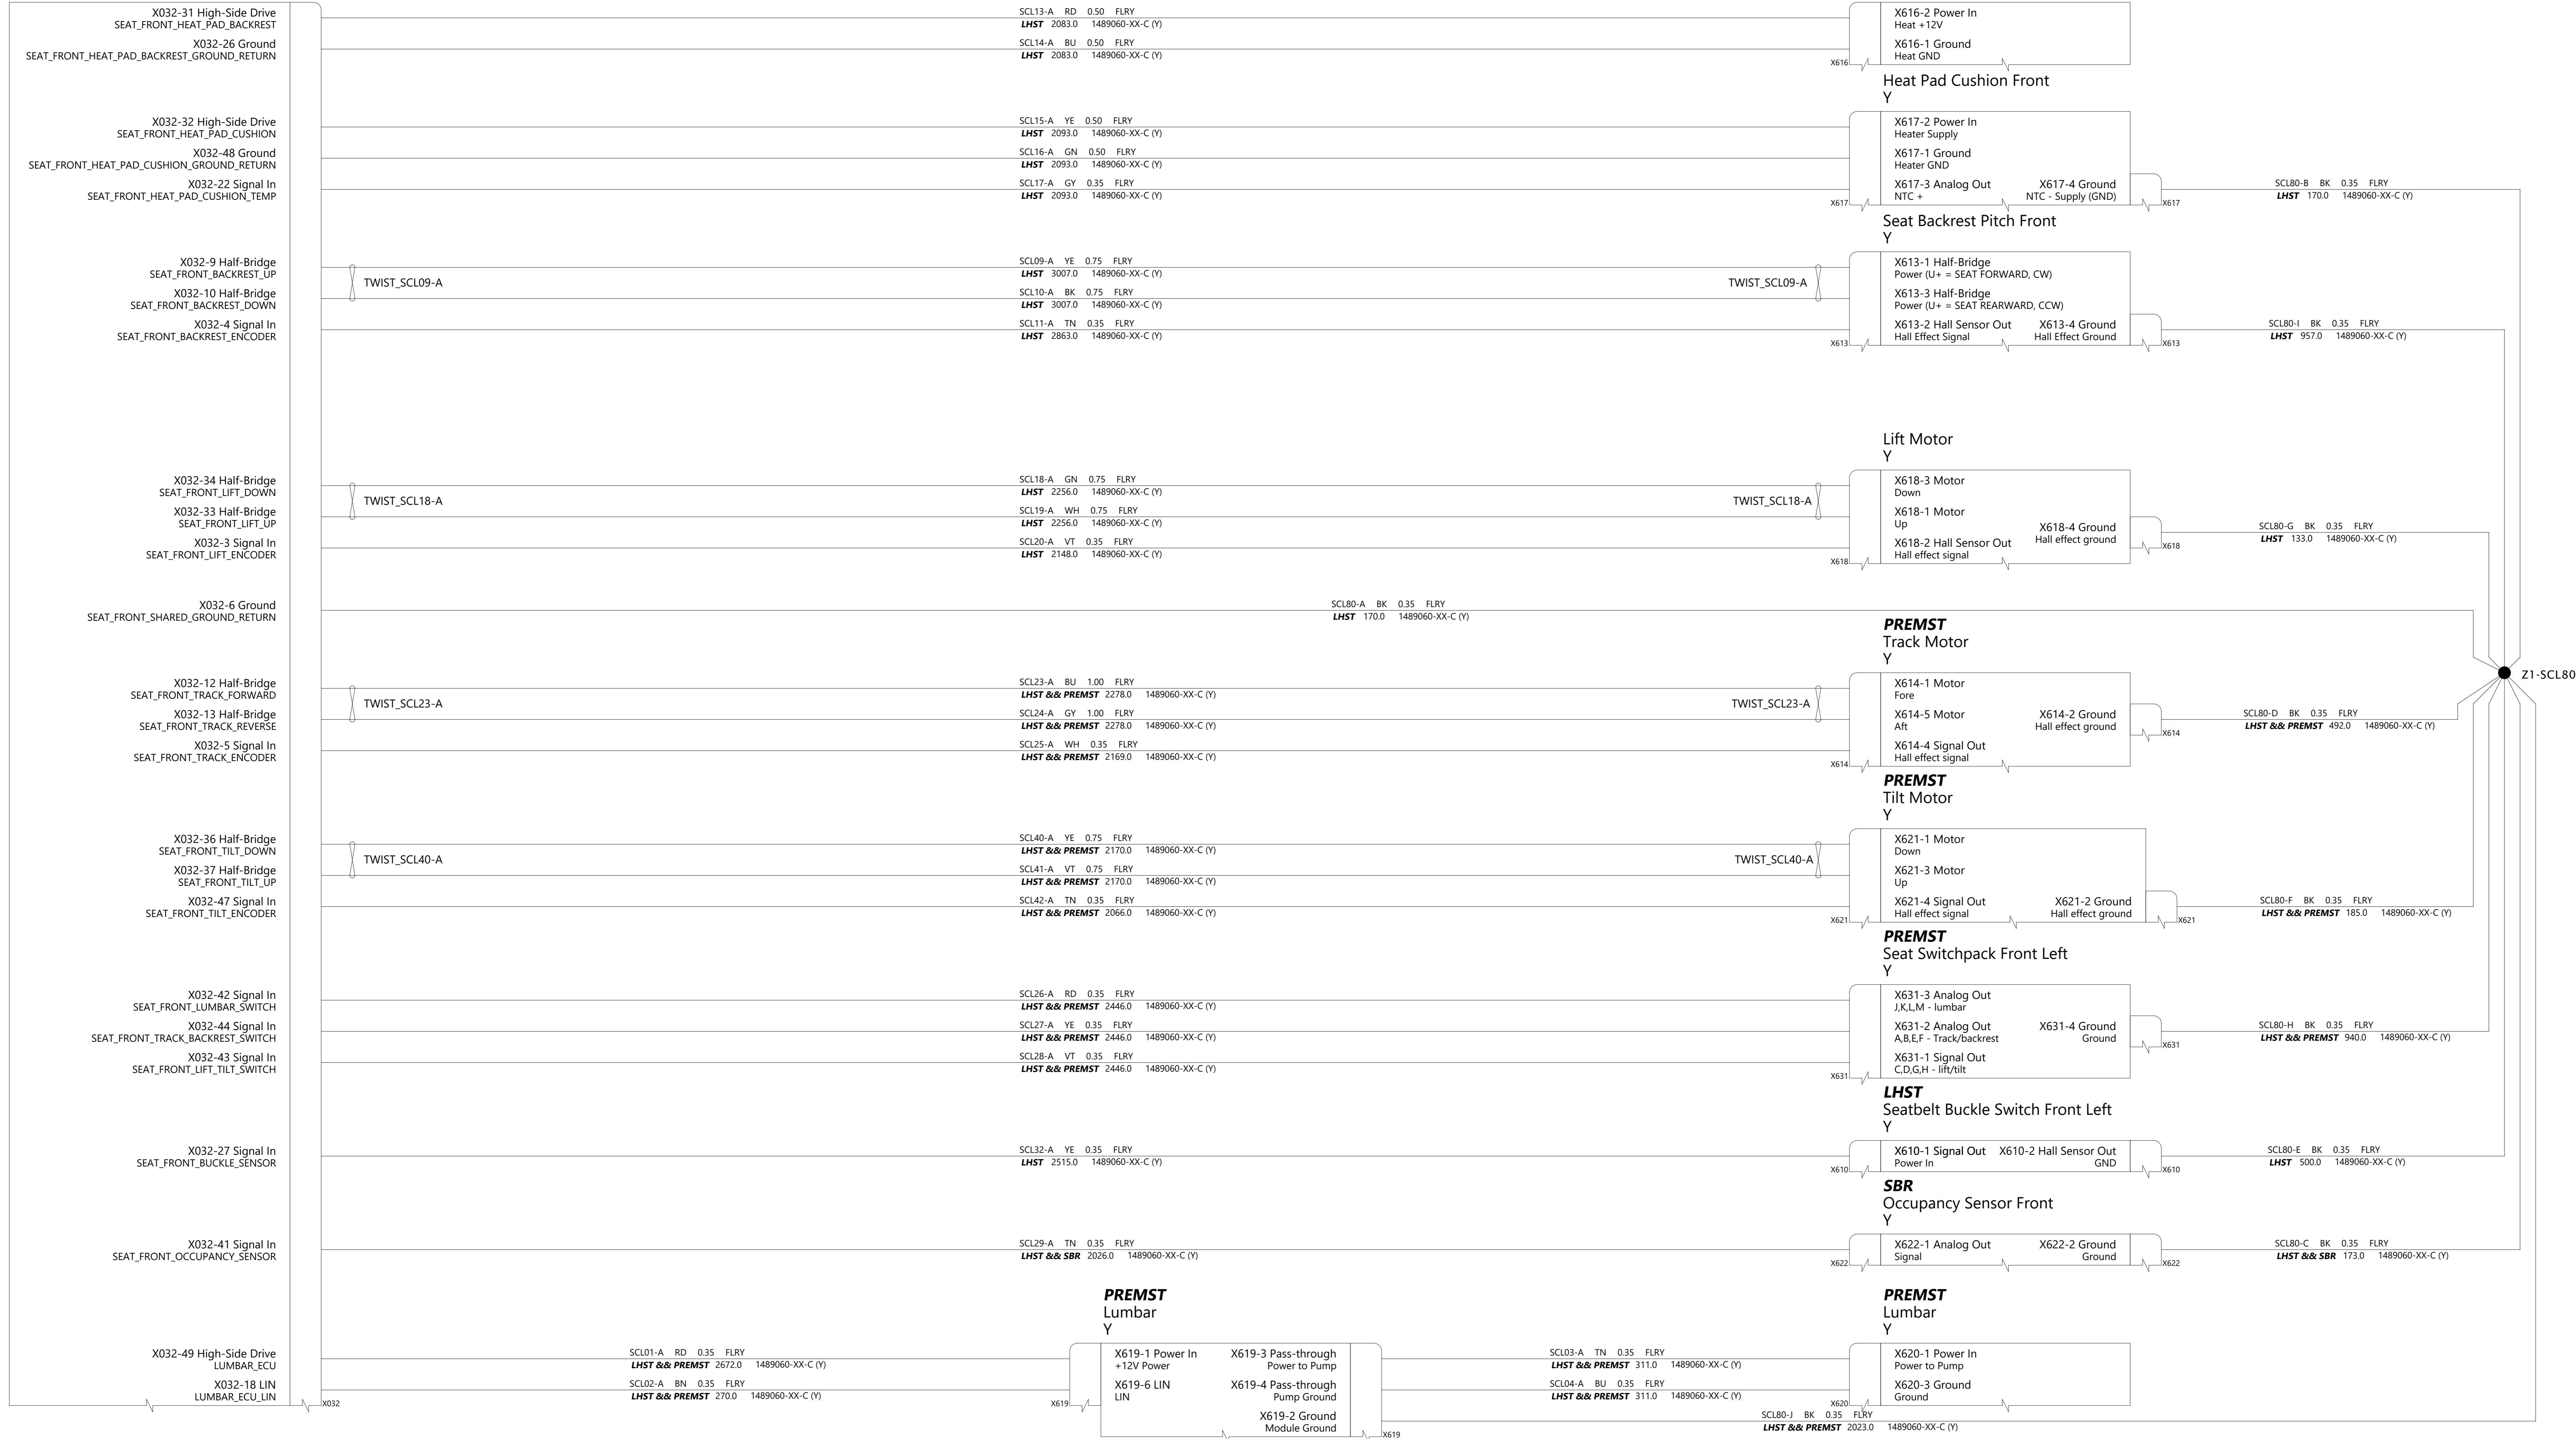 X032-31 High-Side Drive
SEAT_FRONT_HEAT_PAD_BACKREST
SCL13-A RD 0.50 FLRY
LHST 2083.0 1489060-XX-C (Y)
X616-2 Power In
Heat +12V
X032-26 Ground
SEAT_FRONT_HEAT_PAD_BACKREST_GROUND_RETURN
SCL14-A BU 0.50 FLRY
LHST 2083.0 1489060-XX-C (Y)
X616-1 Ground
Heat GND
X616
Heat Pad Cushion Front
Y
X032-32 High-Side Drive
SEAT_FRONT_HEAT_PAD_CUSHION
SCL15-A YE 0.50 FLRY
LHST 2093.0 1489060-XX-C (Y)
X617-2 Power In
Heater Supply
X032-48 Ground
SEAT_FRONT_HEAT_PAD_CUSHION_GROUND_RETURN
SCL16-A GN 0.50 FLRY
LHST 2093.0 1489060-XX-C (Y)
X617-1 Ground
Heater GND
X032-22 Signal In
SEAT_FRONT_HEAT_PAD_CUSHION_TEMP
SCL17-A GY 0.35 FLRY
LHST 2093.0 1489060-XX-C (Y)
X617-3 Analog Out X617-4 Ground
NTC + NTC - Supply (GND)
SCL80-B BK 0.35 FLRY
LHST 170.0 1489060-XX-C (Y)
X617 X617
Seat Backrest Pitch Front
Y
X032-9 Half-Bridge
SEAT_FRONT_BACKREST_UP
SCL09-A YE 0.75 FLRY
LHST 3007.0 1489060-XX-C (Y)
X613-1 Half-Bridge
Power (U+ = SEAT FORWARD, CW)
TWIST_SCL09-A TWIST_SCL09-A
X032-10 Half-Bridge
SEAT_FRONT_BACKREST_DOWN
SCL10-A BK 0.75 FLRY
LHST 3007.0 1489060-XX-C (Y)
X613-3 Half-Bridge
Power (U+ = SEAT REARWARD, CCW)
X032-4 Signal In
SEAT_FRONT_BACKREST_ENCODER
SCL11-A TN 0.35 FLRY
LHST 2863.0 1489060-XX-C (Y)
X613-2 Hall Sensor Out X613-4 Ground
Hall Effect Signal Hall Effect Ground
SCL80-I BK 0.35 FLRY
LHST 957.0 1489060-XX-C (Y)
X613 X613
Lift Motor
Y
X032-34 Half-Bridge
SEAT_FRONT_LIFT_DOWN
SCL18-A GN 0.75 FLRY
LHST 2256.0 1489060-XX-C (Y)
X618-3 Motor
Down
TWIST_SCL18-A TWIST_SCL18-A
X032-33 Half-Bridge
SEAT_FRONT_LIFT_UP
SCL19-A WH 0.75 FLRY
LHST 2256.0 1489060-XX-C (Y)
X618-1 Motor
Up
X618-4 Ground
Hall effect ground
SCL80-G BK 0.35 FLRY
LHST 133.0 1489060-XX-C (Y)
X032-3 Signal In
SEAT_FRONT_LIFT_ENCODER
SCL20-A VT 0.35 FLRY
LHST 2148.0 1489060-XX-C (Y)
X618-2 Hall Sensor Out
Hall effect signal
X618 X618
X032-6 Ground
SEAT_FRONT_SHARED_GROUND_RETURN
SCL80-A BK 0.35 FLRY
LHST 170.0 1489060-XX-C (Y)
PREMST
Track Motor
Y
Z1-SCL80
X032-12 Half-Bridge
SEAT_FRONT_TRACK_FORWARD
SCL23-A BU 1.00 FLRY
LHST && PREMST 2278.0 1489060-XX-C (Y)
X614-1 Motor
Fore
TWIST_SCL23-A TWIST_SCL23-A
X032-13 Half-Bridge
SEAT_FRONT_TRACK_REVERSE
SCL24-A GY 1.00 FLRY
LHST && PREMST 2278.0 1489060-XX-C (Y)
X614-5 Motor X614-2 Ground
Aft Hall effect ground
SCL80-D BK 0.35 FLRY
LHST && PREMST 492.0 1489060-XX-C (Y)
X032-5 Signal In
SEAT_FRONT_TRACK_ENCODER
SCL25-A WH 0.35 FLRY
LHST && PREMST 2169.0 1489060-XX-C (Y)
X614-4 Signal Out
Hall effect signal
X614 X614
PREMST
Tilt Motor
Y
X032-36 Half-Bridge
SEAT_FRONT_TILT_DOWN
SCL40-A YE 0.75 FLRY
LHST && PREMST 2170.0 1489060-XX-C (Y)
X621-1 Motor
Down
TWIST_SCL40-A TWIST_SCL40-A
X032-37 Half-Bridge
SEAT_FRONT_TILT_UP
SCL41-A VT 0.75 FLRY
LHST && PREMST 2170.0 1489060-XX-C (Y)
X621-3 Motor
Up
X032-47 Signal In
SEAT_FRONT_TILT_ENCODER
SCL42-A TN 0.35 FLRY
LHST && PREMST 2066.0 1489060-XX-C (Y)
X621-4 Signal Out X621-2 Ground
Hall effect signal Hall effect ground
SCL80-F BK 0.35 FLRY
LHST && PREMST 185.0 1489060-XX-C (Y)
X621 X621
PREMST
Seat Switchpack Front Left
Y
X032-42 Signal In
SEAT_FRONT_LUMBAR_SWITCH
SCL26-A RD 0.35 FLRY
LHST && PREMST 2446.0 1489060-XX-C (Y)
X631-3 Analog Out
J,K,L,M - lumbar
X032-44 Signal In
SEAT_FRONT_TRACK_BACKREST_SWITCH
SCL27-A YE 0.35 FLRY
LHST && PREMST 2446.0 1489060-XX-C (Y)
X631-2 Analog Out X631-4 Ground
A,B,E,F - Track/backrest Ground
SCL80-H BK 0.35 FLRY
LHST && PREMST 940.0 1489060-XX-C (Y)
X032-43 Signal In
SEAT_FRONT_LIFT_TILT_SWITCH
SCL28-A VT 0.35 FLRY
LHST && PREMST 2446.0 1489060-XX-C (Y)
X631-1 Signal Out
C,D,G,H - lift/tilt
X631 X631
LHST
Seatbelt Buckle Switch Front Left
Y
X032-27 Signal In
SEAT_FRONT_BUCKLE_SENSOR
SCL32-A YE 0.35 FLRY
LHST 2515.0 1489060-XX-C (Y)
X610-1 Signal Out X610-2 Hall Sensor Out
Power In GND
SCL80-E BK 0.35 FLRY
LHST 500.0 1489060-XX-C (Y)
X610 X610
SBR
Occupancy Sensor Front
Y
X032-41 Signal In
SEAT_FRONT_OCCUPANCY_SENSOR
SCL29-A TN 0.35 FLRY
LHST && SBR 2026.0 1489060-XX-C (Y)
X622-1 Analog Out X622-2 Ground
Signal Ground
SCL80-C BK 0.35 FLRY
LHST && SBR 173.0 1489060-XX-C (Y)
X622 X622
PREMST PREMST
Lumbar Lumbar
Y Y
X032-49 High-Side Drive
LUMBAR_ECU
SCL01-A RD 0.35 FLRY
LHST && PREMST 2672.0 1489060-XX-C (Y)
X619-1 Power In X619-3 Pass-through
+12V Power Power to Pump
SCL03-A TN 0.35 FLRY
LHST && PREMST 311.0 1489060-XX-C (Y)
X620-1 Power In
Power to Pump
X032-18 LIN
LUMBAR_ECU_LIN
SCL02-A BN 0.35 FLRY
LHST && PREMST 270.0 1489060-XX-C (Y)
X619-6 LIN X619-4 Pass-through
LIN Pump Ground
SCL04-A BU 0.35 FLRY
LHST && PREMST 311.0 1489060-XX-C (Y)
X620-3 Ground
Ground
X032 X619 X620
X619-2 Ground
Module Ground
SCL80-J BK 0.35 FLRY
LHST && PREMST 2023.0 1489060-XX-C (Y)
X619